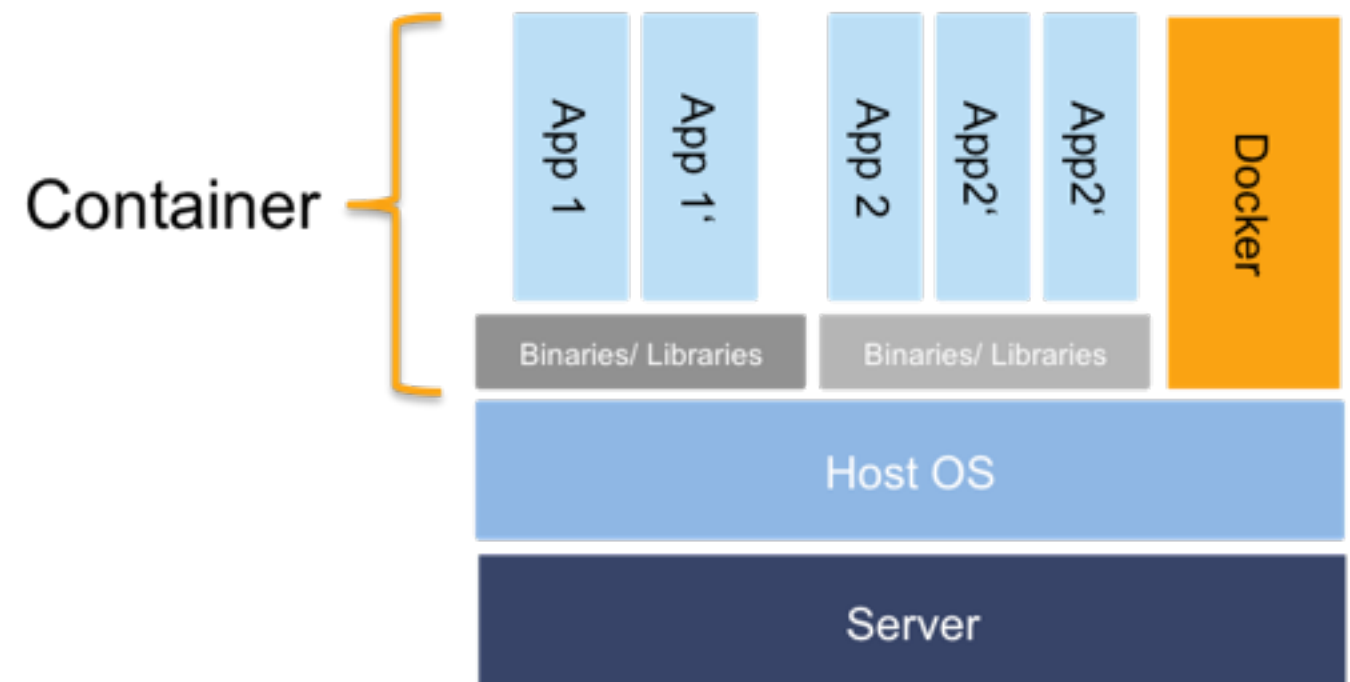 Container
App 1
App 1‘
App 2
App2‘
App2‘
Docker
Binaries/ Libraries
Binaries/ Libraries
Host OS
Server